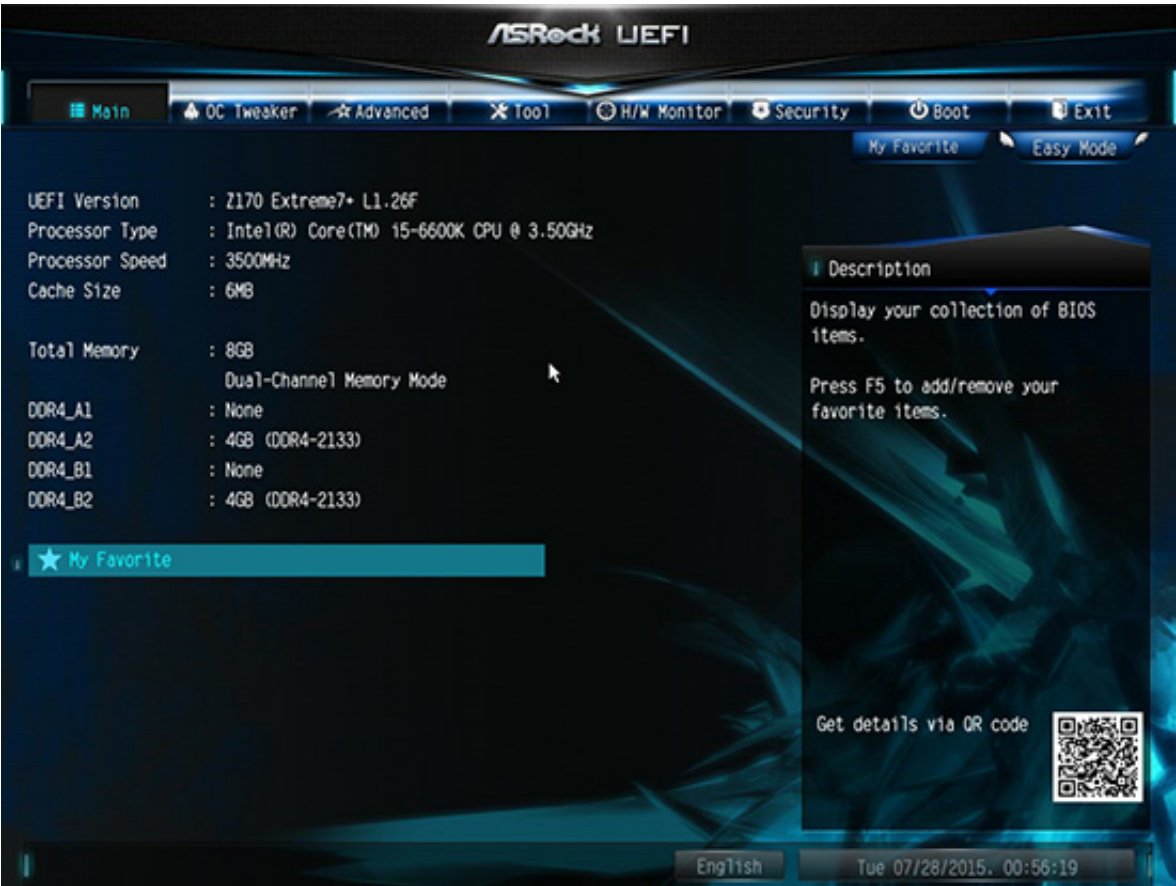 ASRock UEFI
Main OC Tweaker Advanced Tool H/W Monitor Security Boot Exit
My Favorite Easy Mode
UEFI Version : Z170 Extreme7+ L1.26F
Processor Type : Intel(R) Core(TM) i5-6600K CPU @ 3.50GHz
Processor Speed : 3500MHz
Cache Size : 6MB
Total Memory : 8GB
Dual-Channel Memory Mode
DDR4_A1 : None
DDR4_A2 : 4GB (DDR4-2133)
DDR4_B1 : None
DDR4_B2 : 4GB (DDR4-2133)
My Favorite
Description
Display your collection of BIOS
items.
Press F5 to add/remove your
favorite items.
Get details via QR code
English Tue 07/28/2015. 00:56:19